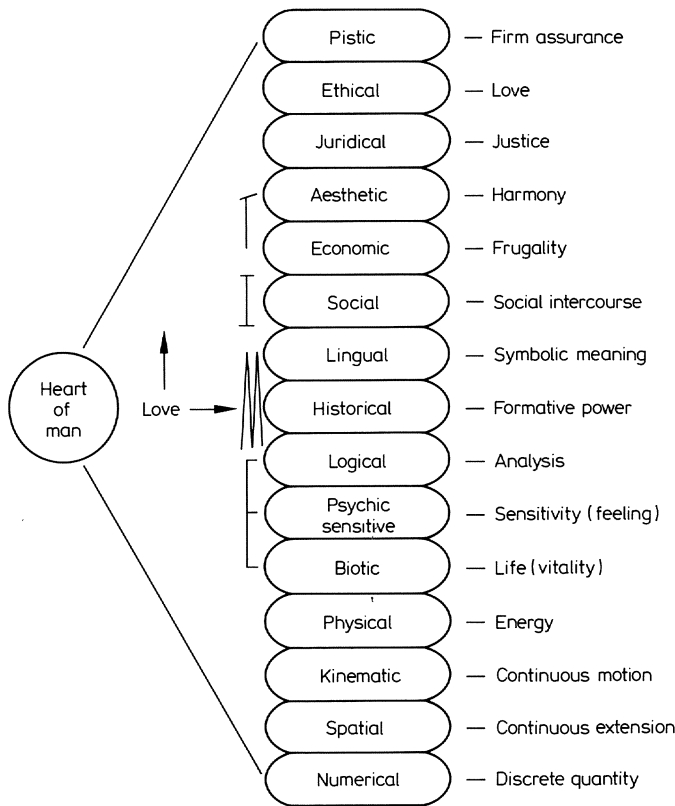 Pistic — Firm assurance
Ethical — Love
Juridical — Justice
Aesthetic — Harmony
Economic — Frugality
Social — Social intercourse
Lingual — Symbolic meaning
Heart
of
man
Love
Historical — Formative power
Logical — Analysis
Psychic
sensitive — Sensitivity (feeling)
Biotic — Life (vitality)
Physical — Energy
Kinematic — Continuous motion
Spatial — Continuous extension
Numerical — Discrete quantity